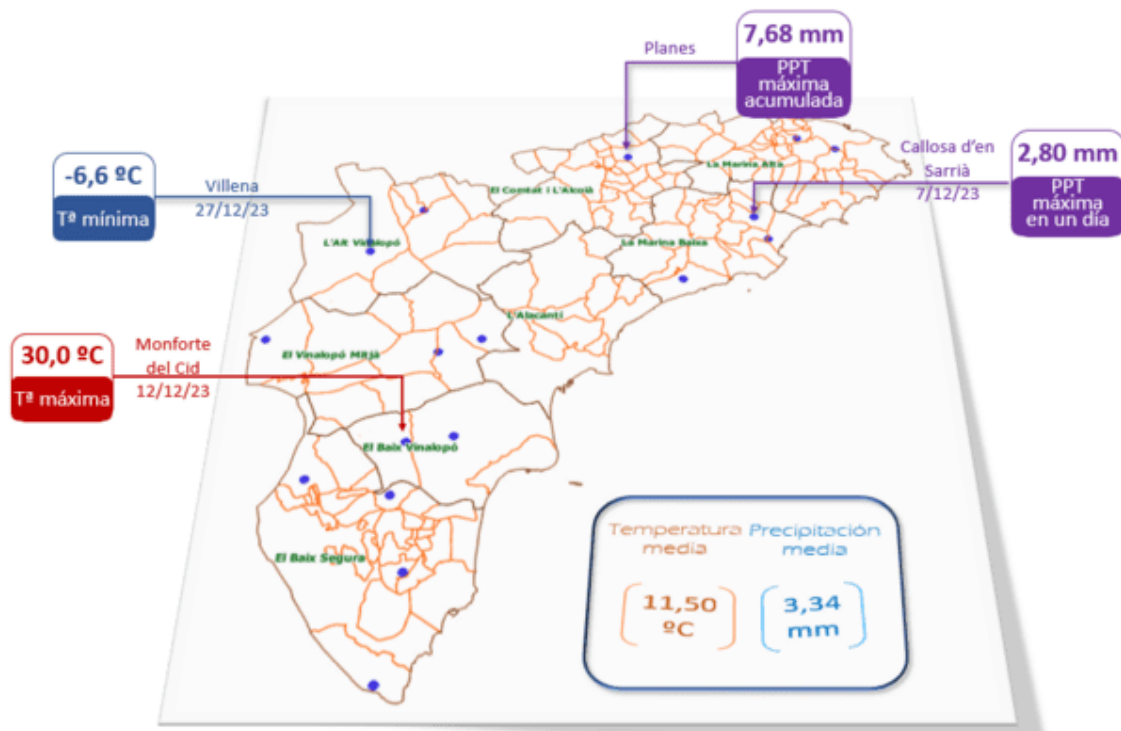 Planes
7,68 mm
PPT
máxima
acumulada
Callosa d'en
Sarrià
7/12/23
2,80 mm
PPT
máxima
en un día
-6,6 ºC
Tª mínima
Villena
27/12/23
La Marina Alta
El Comtat i L'Alcoià
L'Alt Vinalopó
La Marina Baixa
L'Alacantí
30,0 ºC
Tª máxima
Monforte
del Cid
12/12/23
El Vinalopó Mitjà
El Baix Vinalopó
El Baix Segura
Temperatura
media
11,50
ºC
Precipitación
media
3,34
mm